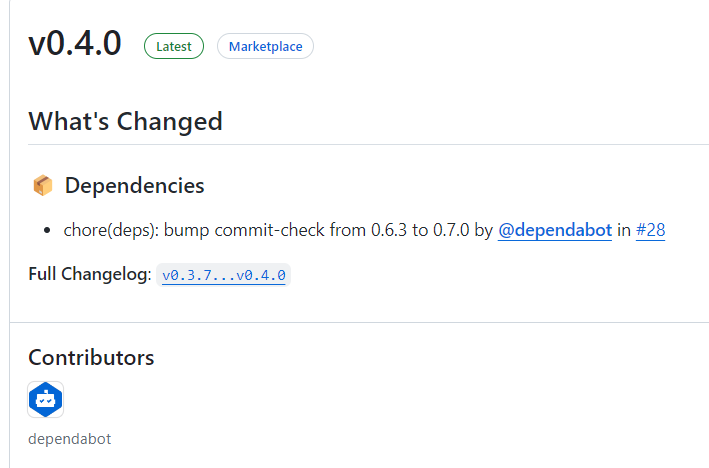 v0.4.0 Latest Marketplace
What's Changed
Dependencies
chore(deps): bump commit-check from 0.6.3 to 0.7.0 by @dependabot in #28
Full Changelog: v0.3.7...v0.4.0
Contributors
dependabot